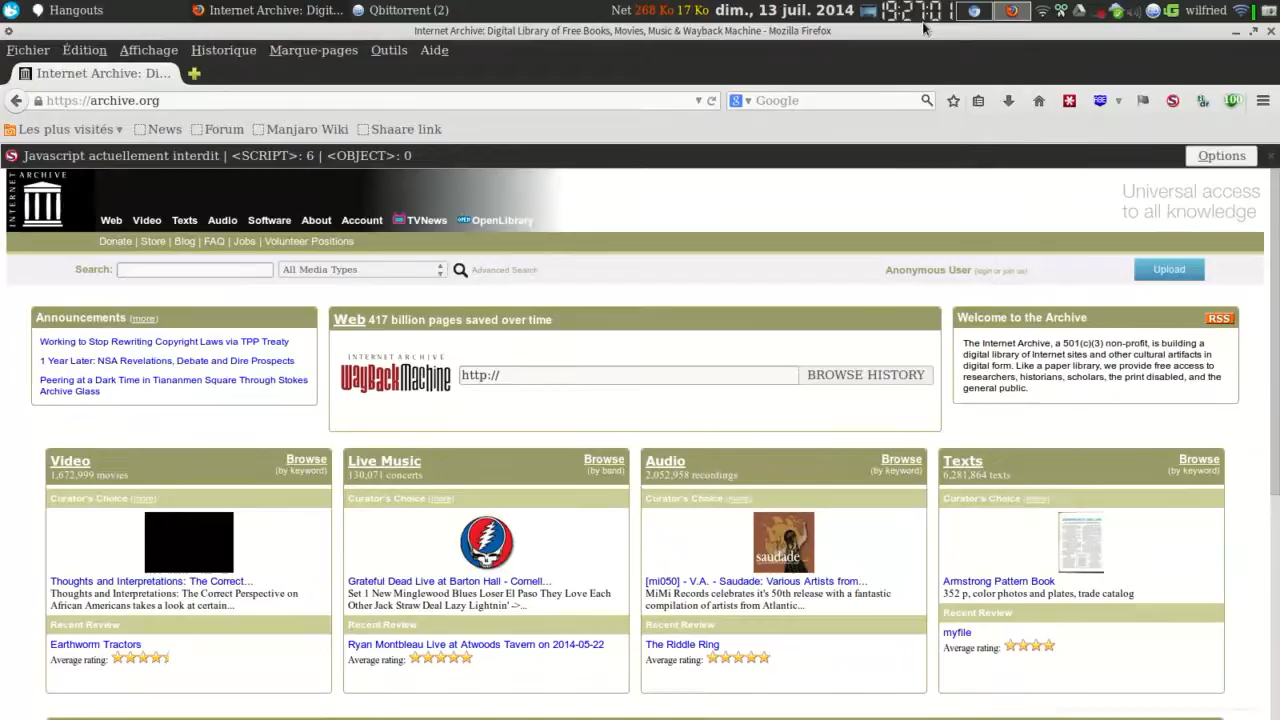 Hangouts
Internet Archive: Digit...
Qbittorrent (2)
Net 268 Ko 17 Ko
dim., 13 juil. 2014
19:27:01
wilfried
Internet Archive: Digital Library of Free Books, Movies, Music & Wayback Machine - Mozilla Firefox
Fichier Édition Affichage Historique Marque-pages Outils Aide
Internet Archive: Di...
https://archive.org
Google
100
Les plus visités News Forum Manjaro Wiki Shaare link
Javascript actuellement interdit | <SCRIPT>: 6 | <OBJECT>: 0
Options
INTERNET ARCHIVE
Web Video Texts Audio Software About Account TVNews OpenLibrary
Universal access
to all knowledge
Donate | Store | Blog | FAQ | Jobs | Volunteer Positions
Search: All Media Types Advanced Search
Anonymous User (login or join us)
Upload
Announcements (more)
Working to Stop Rewriting Copyright Laws via TPP Treaty
1 Year Later: NSA Revelations, Debate and Dire Prospects
Peering at a Dark Time in Tiananmen Square Through Stokes
Archive Glass
Web 417 billion pages saved over time
INTERNET ARCHIVE
WayBackMachine
http://
BROWSE HISTORY
Welcome to the Archive RSS
The Internet Archive, a 501(c)(3) non-profit, is building a
digital library of Internet sites and other cultural artifacts in
digital form. Like a paper library, we provide free access to
researchers, historians, scholars, the print disabled, and the
general public.
Video Browse
1,672,999 movies (by keyword)
Curator's Choice (more)
Thoughts and Interpretations: The Correct...
Thoughts and Interpretations: The Correct Perspective on
African Americans takes a look at certain...
Recent Review
Earthworm Tractors
Average rating:
Live Music Browse
130,071 concerts (by band)
Curator's Choice (more)
Grateful Dead Live at Barton Hall - Cornell...
Set 1 New Minglewood Blues Loser El Paso They Love Each
Other Jack Straw Deal Lazy Lightnin' ->...
Recent Review
Ryan Montbleau Live at Atwoods Tavern on 2014-05-22
Average rating:
Audio Browse
2,052,958 recordings (by keyword)
Curator's Choice (more)
saudade
[mi050] - V.A. - Saudade: Various Artists from...
MiMi Records celebrates it's 50th release with a fantastic
compilation of artists from Atlantic...
Recent Review
The Riddle Ring
Average rating:
Texts Browse
6,281,864 texts (by keyword)
Curator's Choice (more)
Armstrong Pattern Book
352 p, color photos and plates, trade catalog
Recent Review
myfile
Average rating: